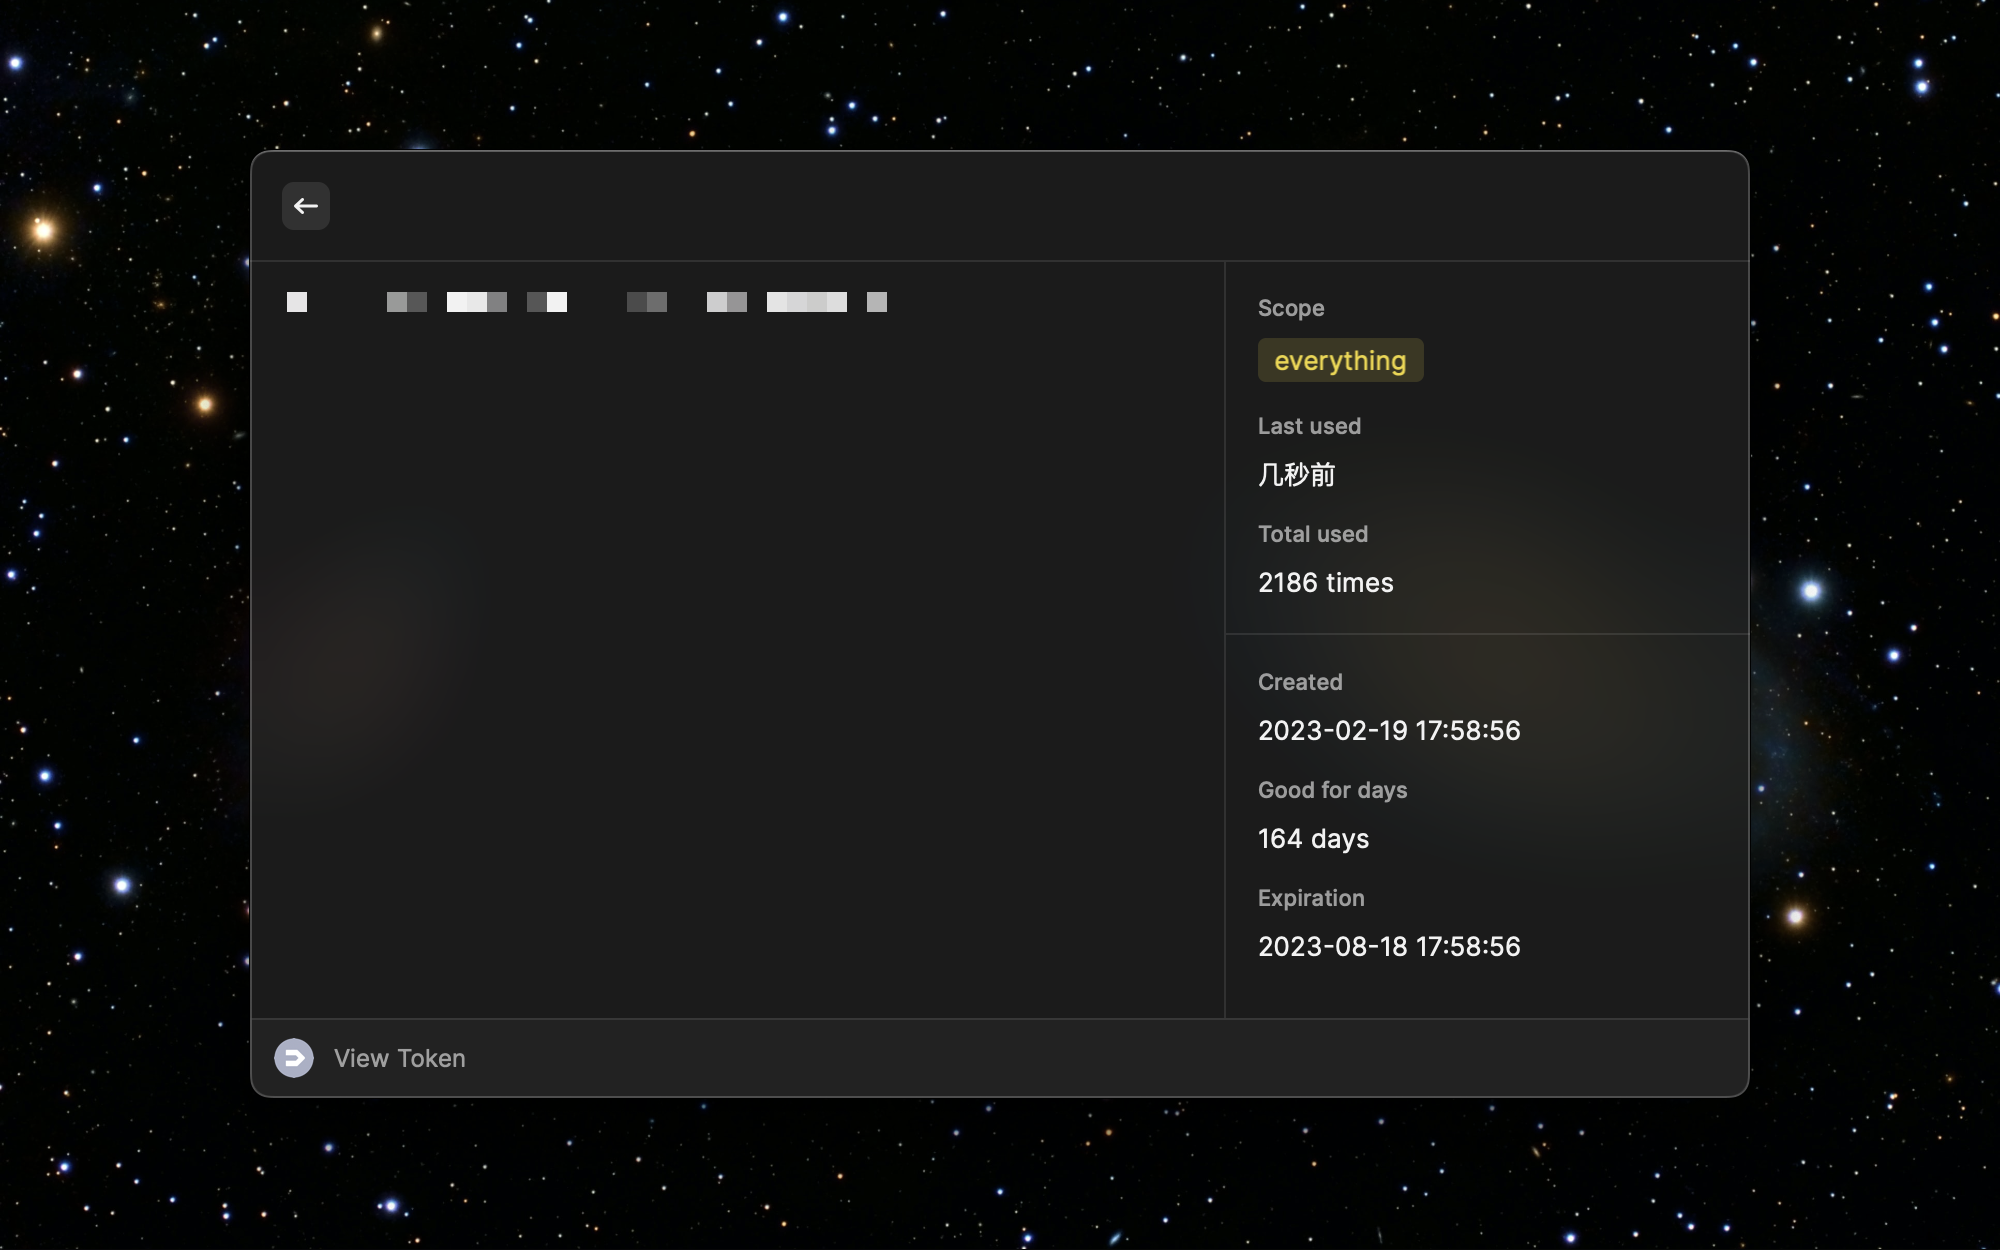 Scope
everything
Last used
几秒前
Total used
2186 times
Created
2023-02-19 17:58:56
Good for days
164 days
Expiration
2023-08-18 17:58:56
View Token